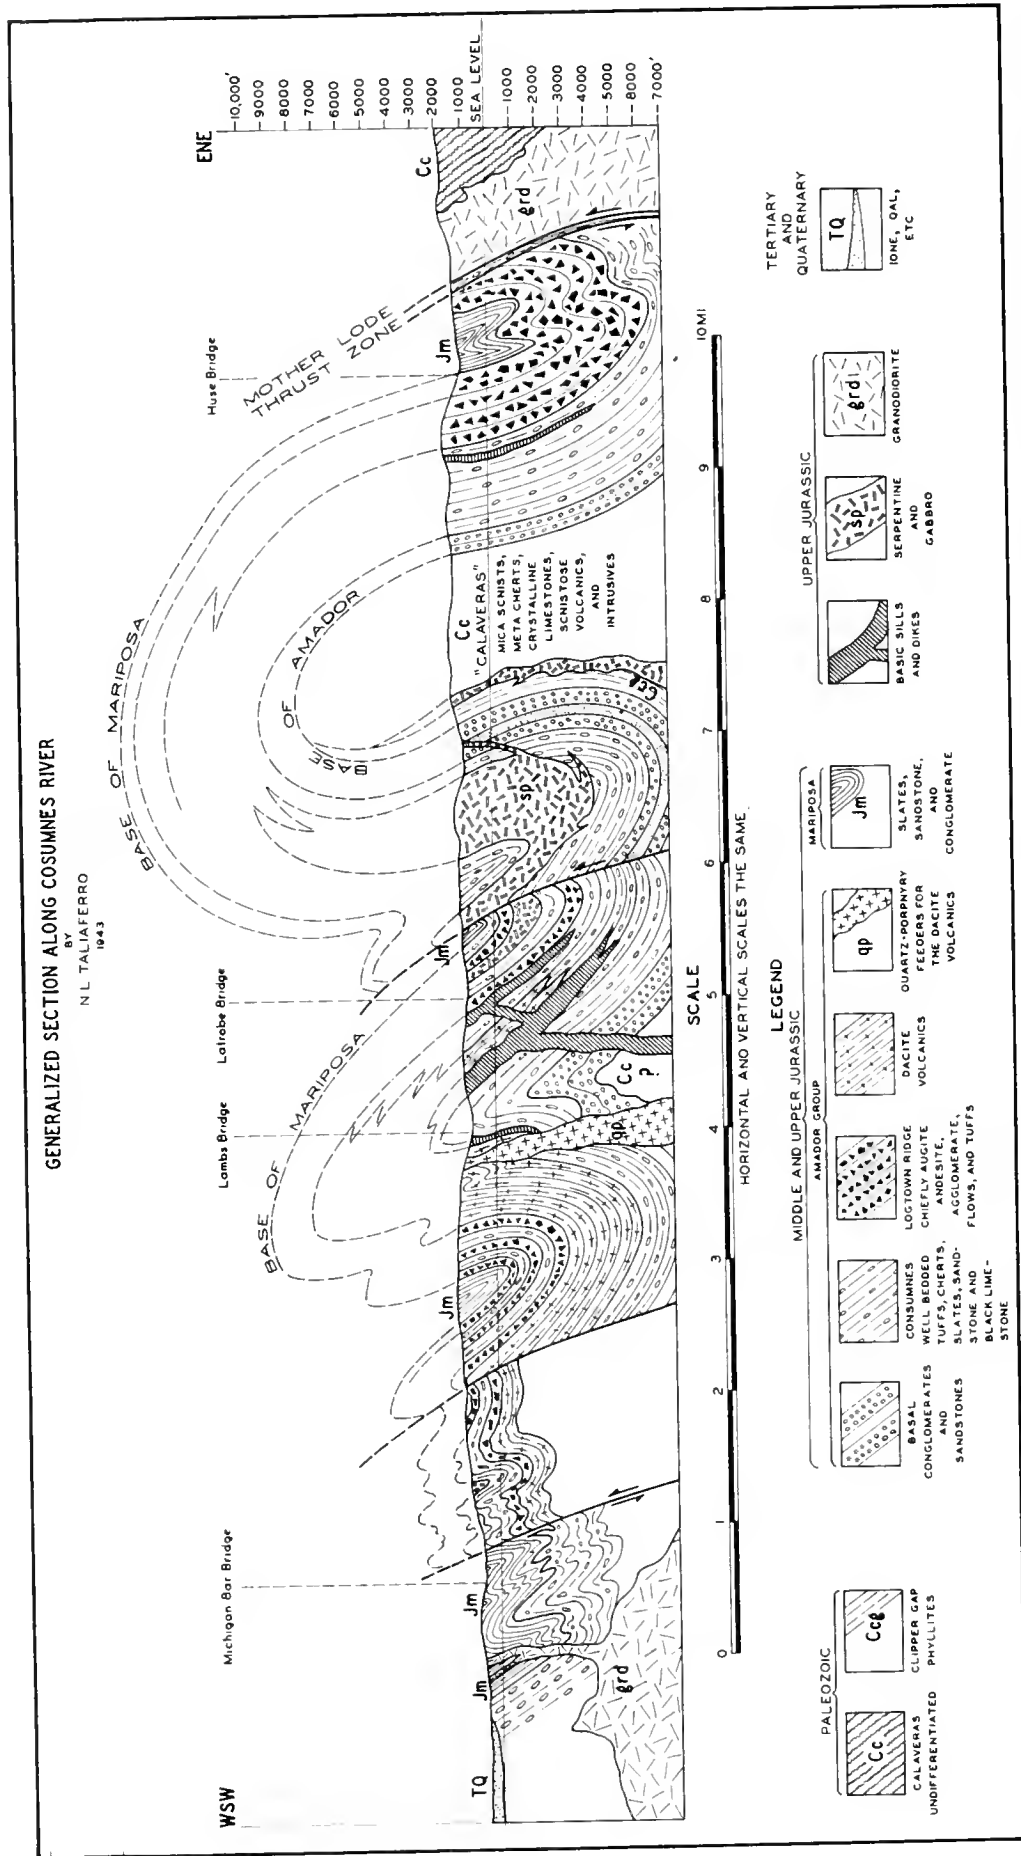 GENERALIZED SECTION ALONG COSUMNES RIVER
BY
N L TALIAFERRO
1943
WSW
ENE
Michigan Bar Bridge
Lambs Bridge
Latrobe Bridge
Huse Bridge
BASE OF MARIPOSA
BASE OF MARIPOSA
BASE OF AMADOR
MOTHER LODE
THRUST ZONE
10,000'
9000
8000
7000
6000
5000
4000
3000
2000
1000
SEA LEVEL
-1000
-2000
-3000
-4000
-5000
-8000
-7000'
TQ
Jm
Jm
Jm
Jm
Jm
Cc
grd
qp
Cc
?
sp
Ccg
Cc
"CALAVERAS"
MICA SCHISTS,
META CHERTS,
CRYSTALLINE
LIMESTONES,
SCHISTOSE
VOLCANICS,
AND
INTRUSIVES
grd
0 1 2 3 4 5 6 7 8 9 10 MI
SCALE
HORIZONTAL AND VERTICAL SCALES THE SAME
LEGEND
PALEOZOIC
Cc
CALAVERAS
UNDIFFERENTIATED
Ccg
CLIPPER GAP
PHYLLITES
MIDDLE AND UPPER JURASSIC
AMADOR GROUP
BASAL
CONGLOMERATES
AND
SANDSTONES
CONSUMNES
WELL BEDDED
TUFFS, CHERTS,
SLATES, SAND-
STONE AND
BLACK LIME-
STONE
LOGTOWN RIDGE
CHIEFLY AUGITE
ANDESITE,
AGGLOMERATE,
FLOWS, AND TUFFS
DACITE
VOLCANICS
qp
QUARTZ-PORPHYRY
FEEDERS FOR
THE DACITE
VOLCANICS
MARIPOSA
Jm
SLATES,
SANDSTONE,
AND
CONGLOMERATE
UPPER JURASSIC
BASIC SILLS
AND DIKES
sp
SERPENTINE
AND
GABBRO
grd
GRANODIORITE
TERTIARY
AND
QUATERNARY
TQ
IONE, QAL,
ETC